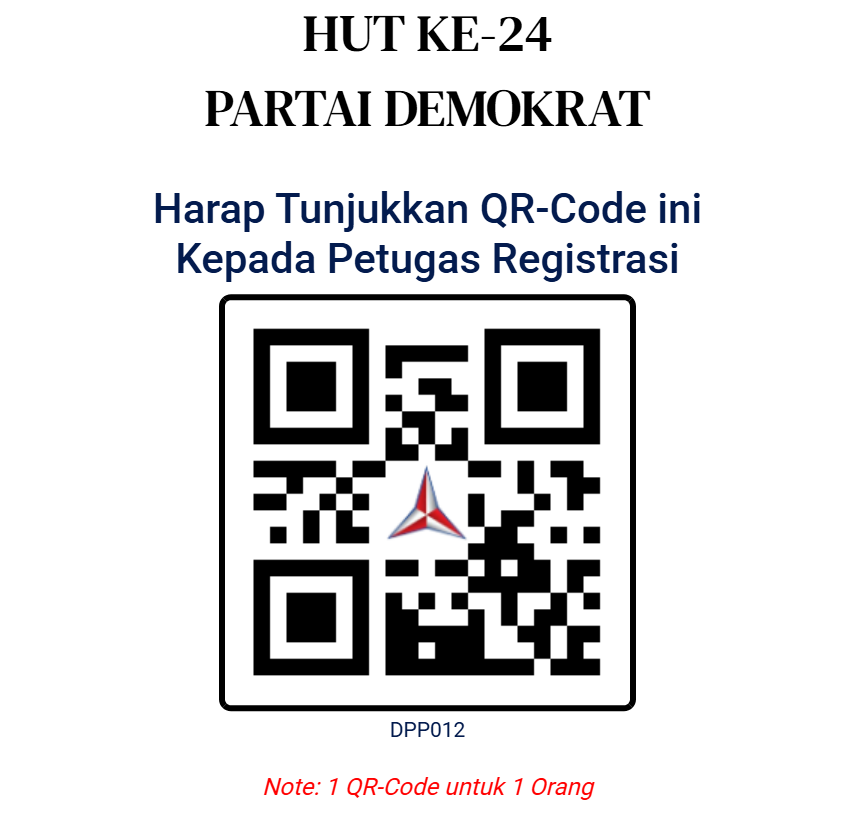 HUT KE-24
PARTAI DEMOKRAT
Harap Tunjukkan QR-Code ini
Kepada Petugas Registrasi
DPP012
Note: 1 QR-Code untuk 1 Orang